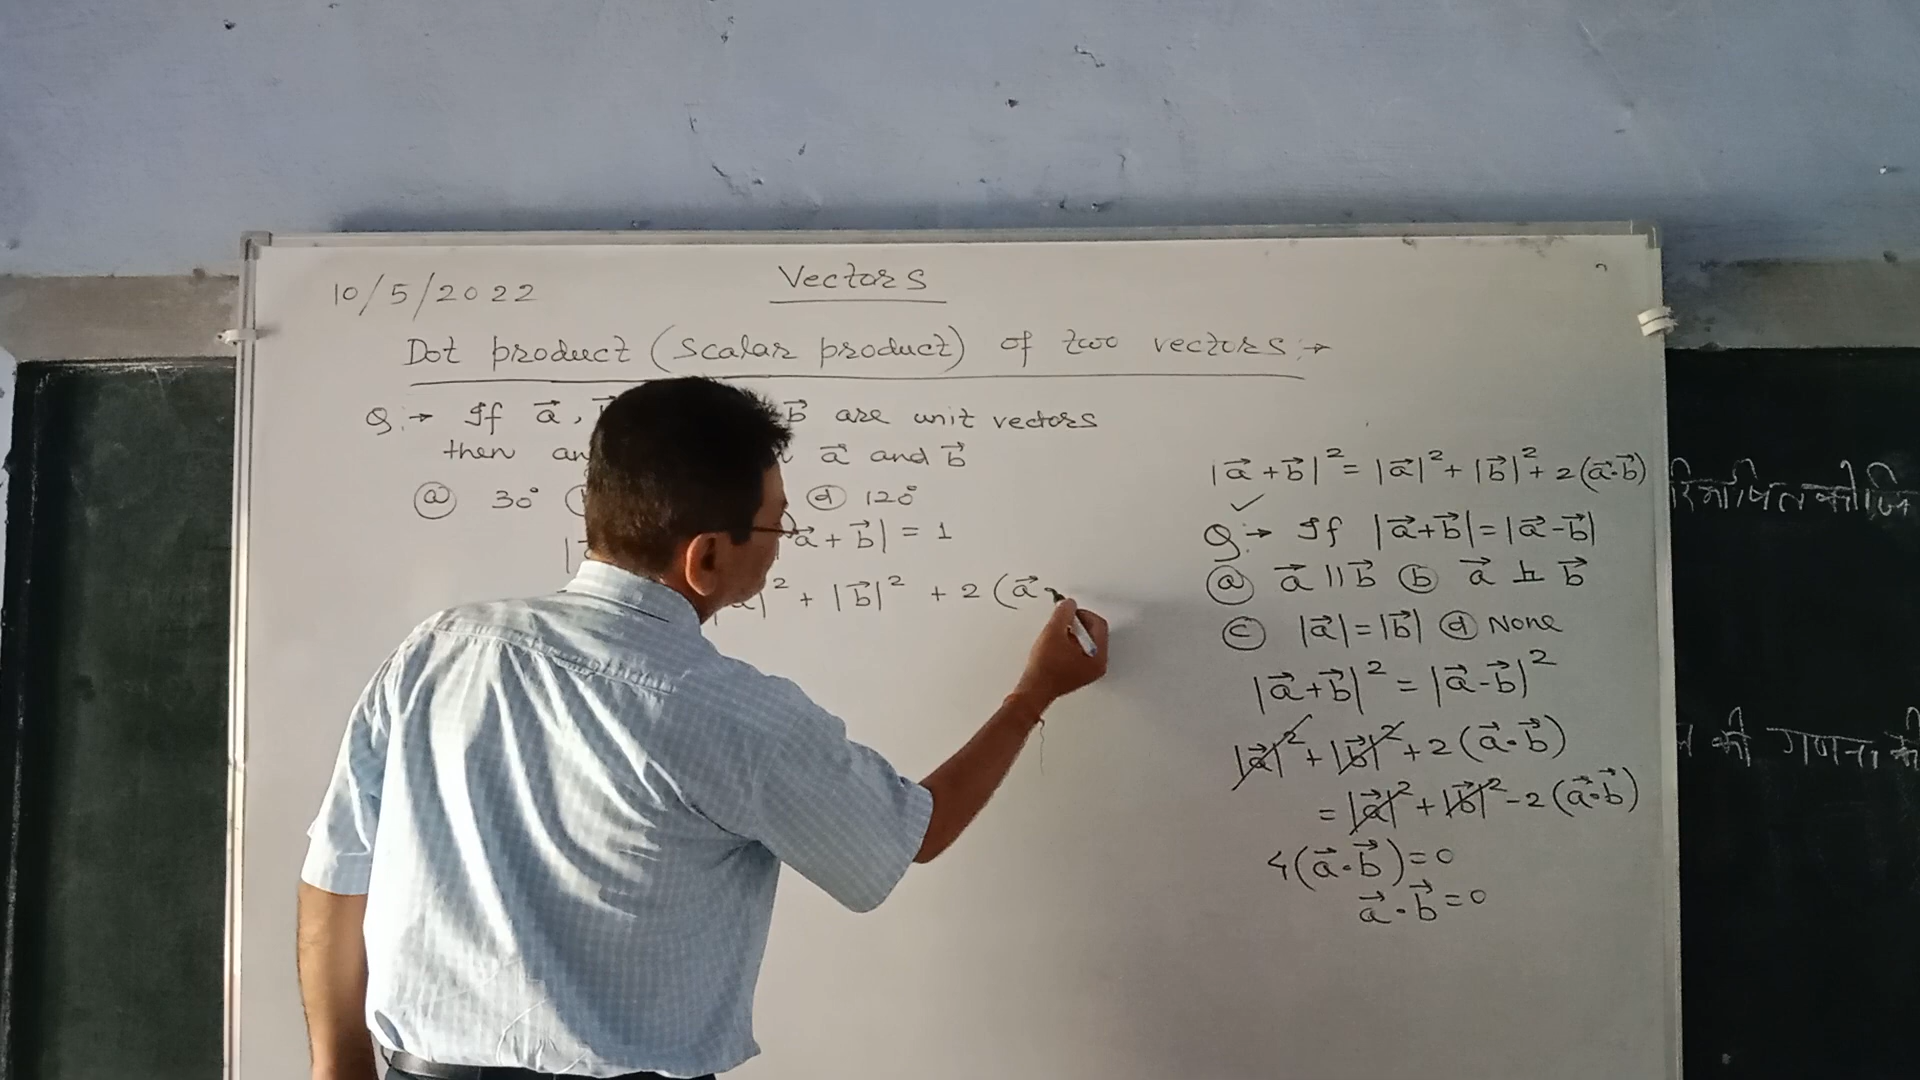 10/5/2022
Vectors
Dot product (scalar product) of two vectors :→
Q :→ If a⃗, b⃗ are unit vectors
then a⃗ and b⃗
ⓐ 30° ⓓ 120°
a⃗ + b⃗| = 1
|² + |b⃗|² + 2 (a⃗ ·
|a⃗ + b⃗|² = |a⃗|² + |b⃗|² + 2 (a⃗·b⃗)
Q :→ If |a⃗+b⃗| = |a⃗-b⃗|
ⓐ a⃗ || b⃗ ⓑ a⃗ ⊥ b⃗
ⓒ |a⃗| = |b⃗| ⓓ None
|a⃗+b⃗|² = |a⃗-b⃗|²
|a⃗|² + |b⃗|² + 2 (a⃗·b⃗)
= |a⃗|² + |b⃗|² - 2 (a⃗·b⃗)
4 (a⃗·b⃗) = 0
a⃗·b⃗ = 0
की गणना की